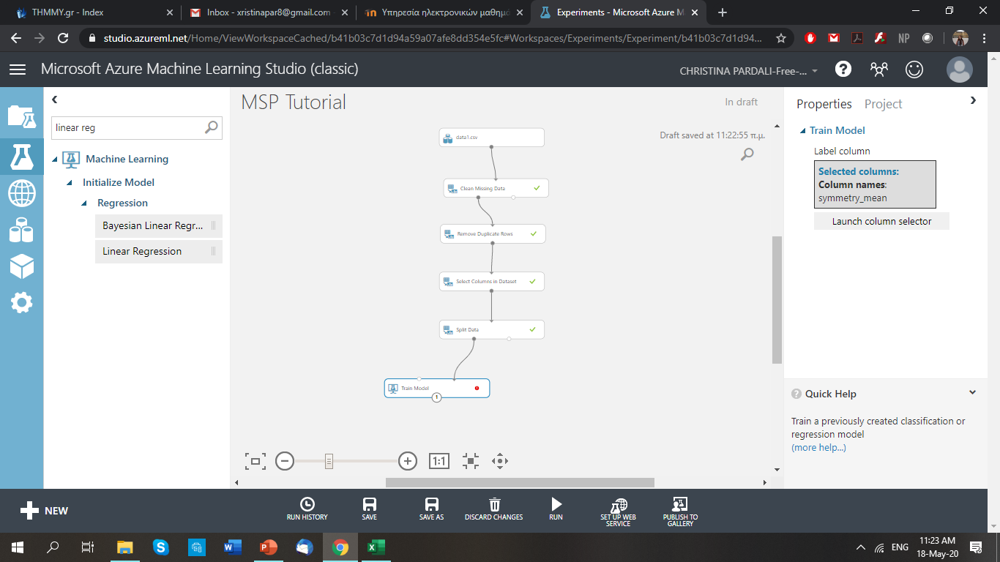 THMMY.gr - Index
Inbox - xristinapar8@gmail.com -
Υπηρεσία ηλεκτρονικών μαθημά
Experiments - Microsoft Azure M
studio.azureml.net/Home/ViewWorkspaceCached/b41b03c7d1d94a59a07afe8dd354e5fc#Workspaces/Experiments/Experiment/b41b03c7d1d94...
NP
Microsoft Azure Machine Learning Studio (classic)
CHRISTINA PARDALI-Free-...
linear reg
Machine Learning
Initialize Model
Regression
Bayesian Linear Regr...
Linear Regression
MSP Tutorial
In draft
Draft saved at 11:22:55 π.μ.
data1.csv
Clean Missing Data
Remove Duplicate Rows
Select Columns in Dataset
Split Data
Train Model
1
1:1
Properties
Project
Train Model
Label column
Selected columns:
Column names:
symmetry_mean
Launch column selector
Quick Help
Train a previously created classification or
regression model
(more help...)
NEW
RUN HISTORY
SAVE
SAVE AS
DISCARD CHANGES
RUN
SET UP WEB
SERVICE
PUBLISH TO
GALLERY
ENG
11:23 AM
18-May-20